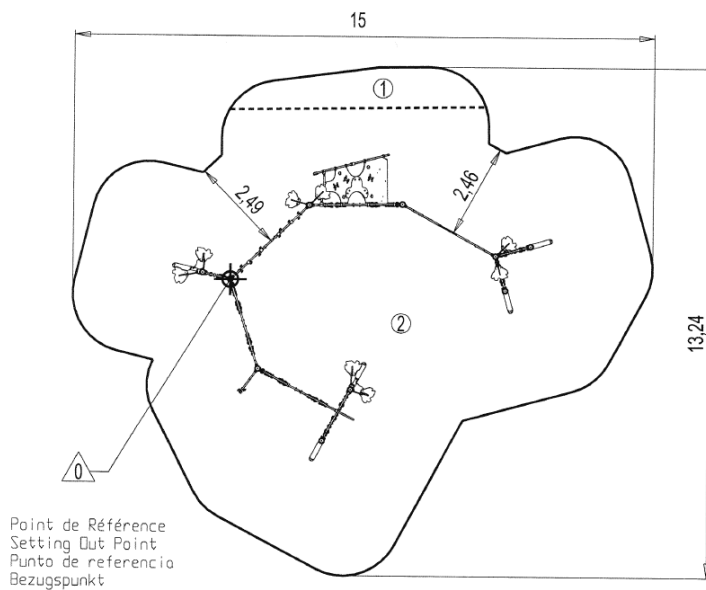 15
1
2,49
2,46
2
13,24
0
Point de Référence
Setting Out Point
Punto de referencia
Bezugspunkt